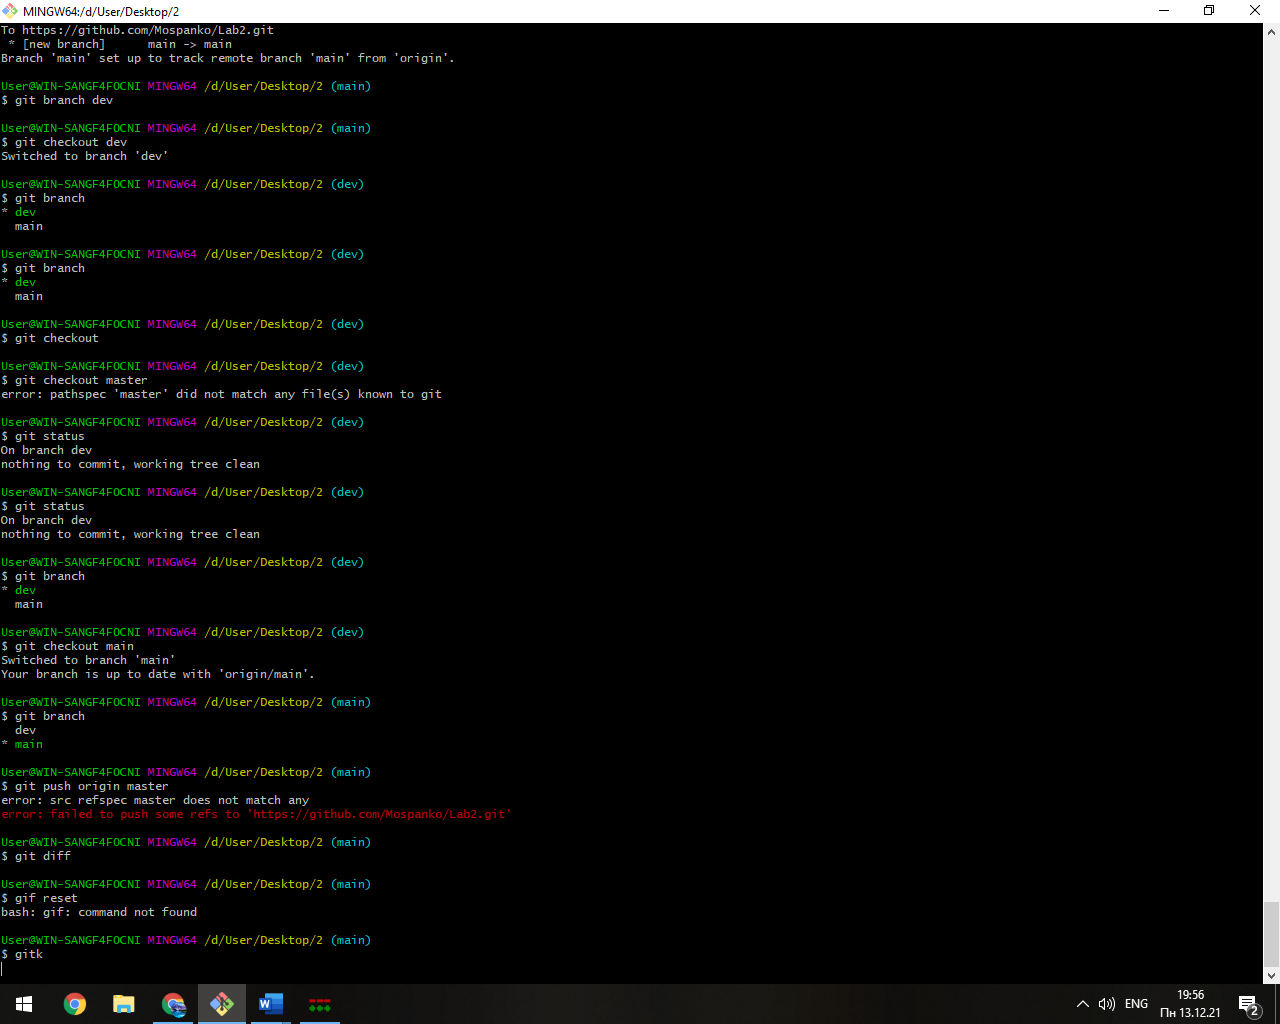 MINGW64:/d/User/Desktop/2
To https://github.com/Mospanko/Lab2.git
 * [new branch]      main -> main
Branch 'main' set up to track remote branch 'main' from 'origin'.
User@WIN-SANGF4FOCNI MINGW64 /d/User/Desktop/2 (main)
$ git branch dev
User@WIN-SANGF4FOCNI MINGW64 /d/User/Desktop/2 (main)
$ git checkout dev
Switched to branch 'dev'
User@WIN-SANGF4FOCNI MINGW64 /d/User/Desktop/2 (dev)
$ git branch
* dev
  main
User@WIN-SANGF4FOCNI MINGW64 /d/User/Desktop/2 (dev)
$ git branch
* dev
  main
User@WIN-SANGF4FOCNI MINGW64 /d/User/Desktop/2 (dev)
$ git checkout
User@WIN-SANGF4FOCNI MINGW64 /d/User/Desktop/2 (dev)
$ git checkout master
error: pathspec 'master' did not match any file(s) known to git
User@WIN-SANGF4FOCNI MINGW64 /d/User/Desktop/2 (dev)
$ git status
On branch dev
nothing to commit, working tree clean
User@WIN-SANGF4FOCNI MINGW64 /d/User/Desktop/2 (dev)
$ git status
On branch dev
nothing to commit, working tree clean
User@WIN-SANGF4FOCNI MINGW64 /d/User/Desktop/2 (dev)
$ git branch
* dev
  main
User@WIN-SANGF4FOCNI MINGW64 /d/User/Desktop/2 (dev)
$ git checkout main
Switched to branch 'main'
Your branch is up to date with 'origin/main'.
User@WIN-SANGF4FOCNI MINGW64 /d/User/Desktop/2 (main)
$ git branch
  dev
* main
User@WIN-SANGF4FOCNI MINGW64 /d/User/Desktop/2 (main)
$ git push origin master
error: src refspec master does not match any
error: failed to push some refs to 'https://github.com/Mospanko/Lab2.git'
User@WIN-SANGF4FOCNI MINGW64 /d/User/Desktop/2 (main)
$ git diff
User@WIN-SANGF4FOCNI MINGW64 /d/User/Desktop/2 (main)
$ gif reset
bash: gif: command not found
User@WIN-SANGF4FOCNI MINGW64 /d/User/Desktop/2 (main)
$ gitk
ENG
19:56
Пн 13.12.21
2